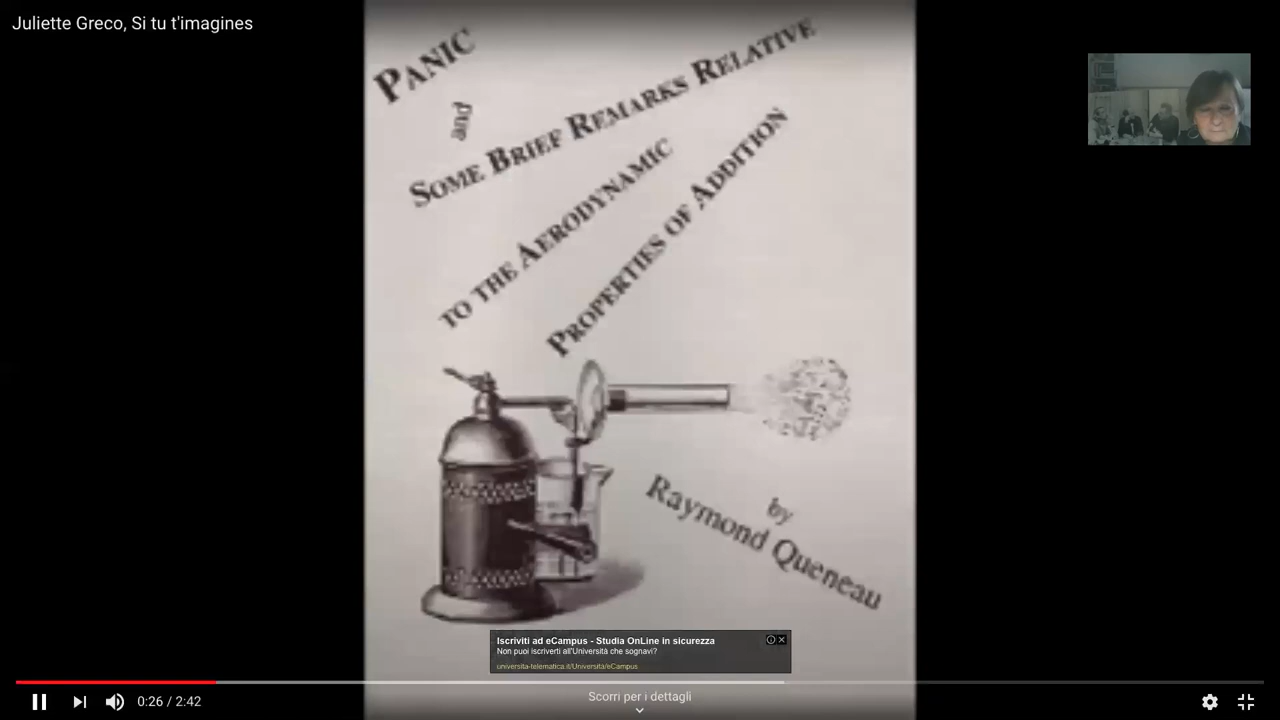 Juliette Greco, Si tu t'imagines
PANIC
and
SOME BRIEF REMARKS RELATIVE
TO THE AERODYNAMIC
PROPERTIES OF ADDITION
by
Raymond Queneau
Iscriviti ad eCampus - Studia OnLine in sicurezza
Non puoi iscriverti all'Università che sognavi?
universita-telematica.it/Università/eCampus
0:26 / 2:42
Scorri per i dettagli